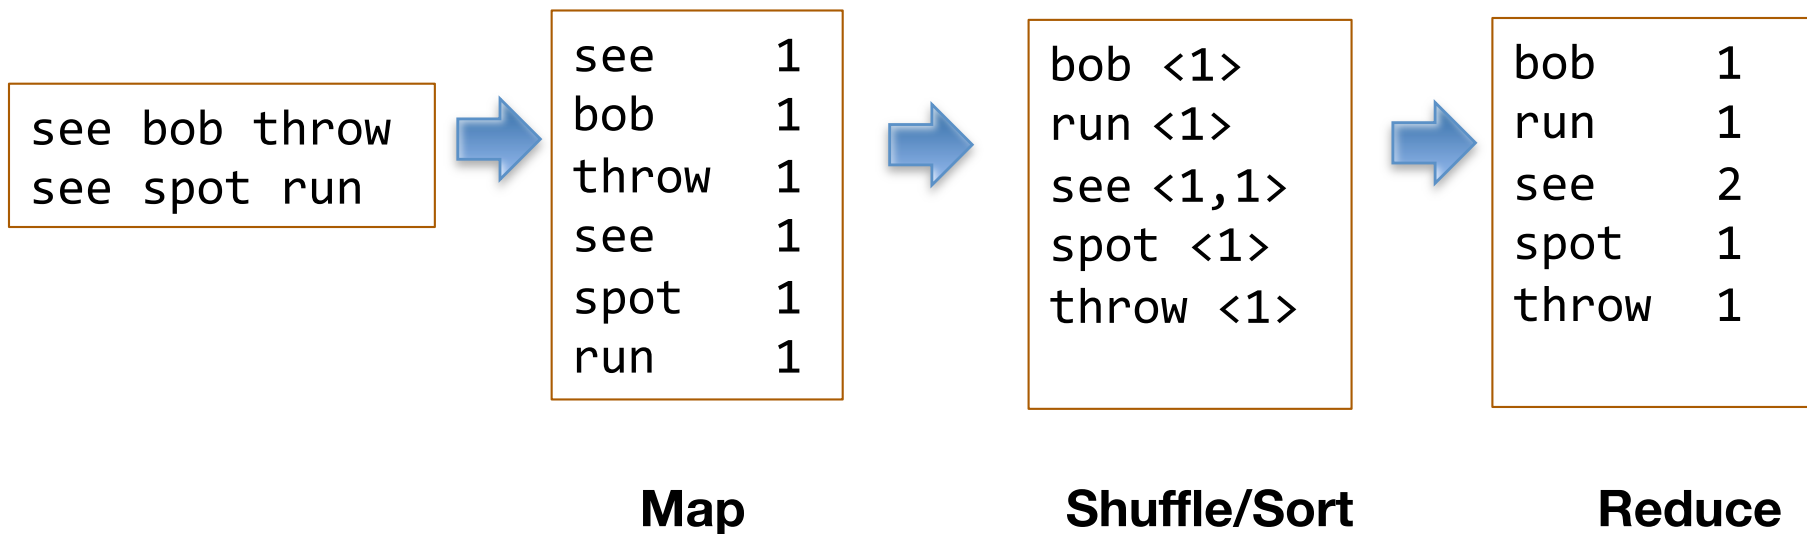 see bob throw
see spot run
see 1
bob 1
throw 1
see 1
spot 1
run 1
bob <1>
run <1>
see <1,1>
spot <1>
throw <1>
bob 1
run 1
see 2
spot 1
throw 1
Map
Shuffle/Sort
Reduce